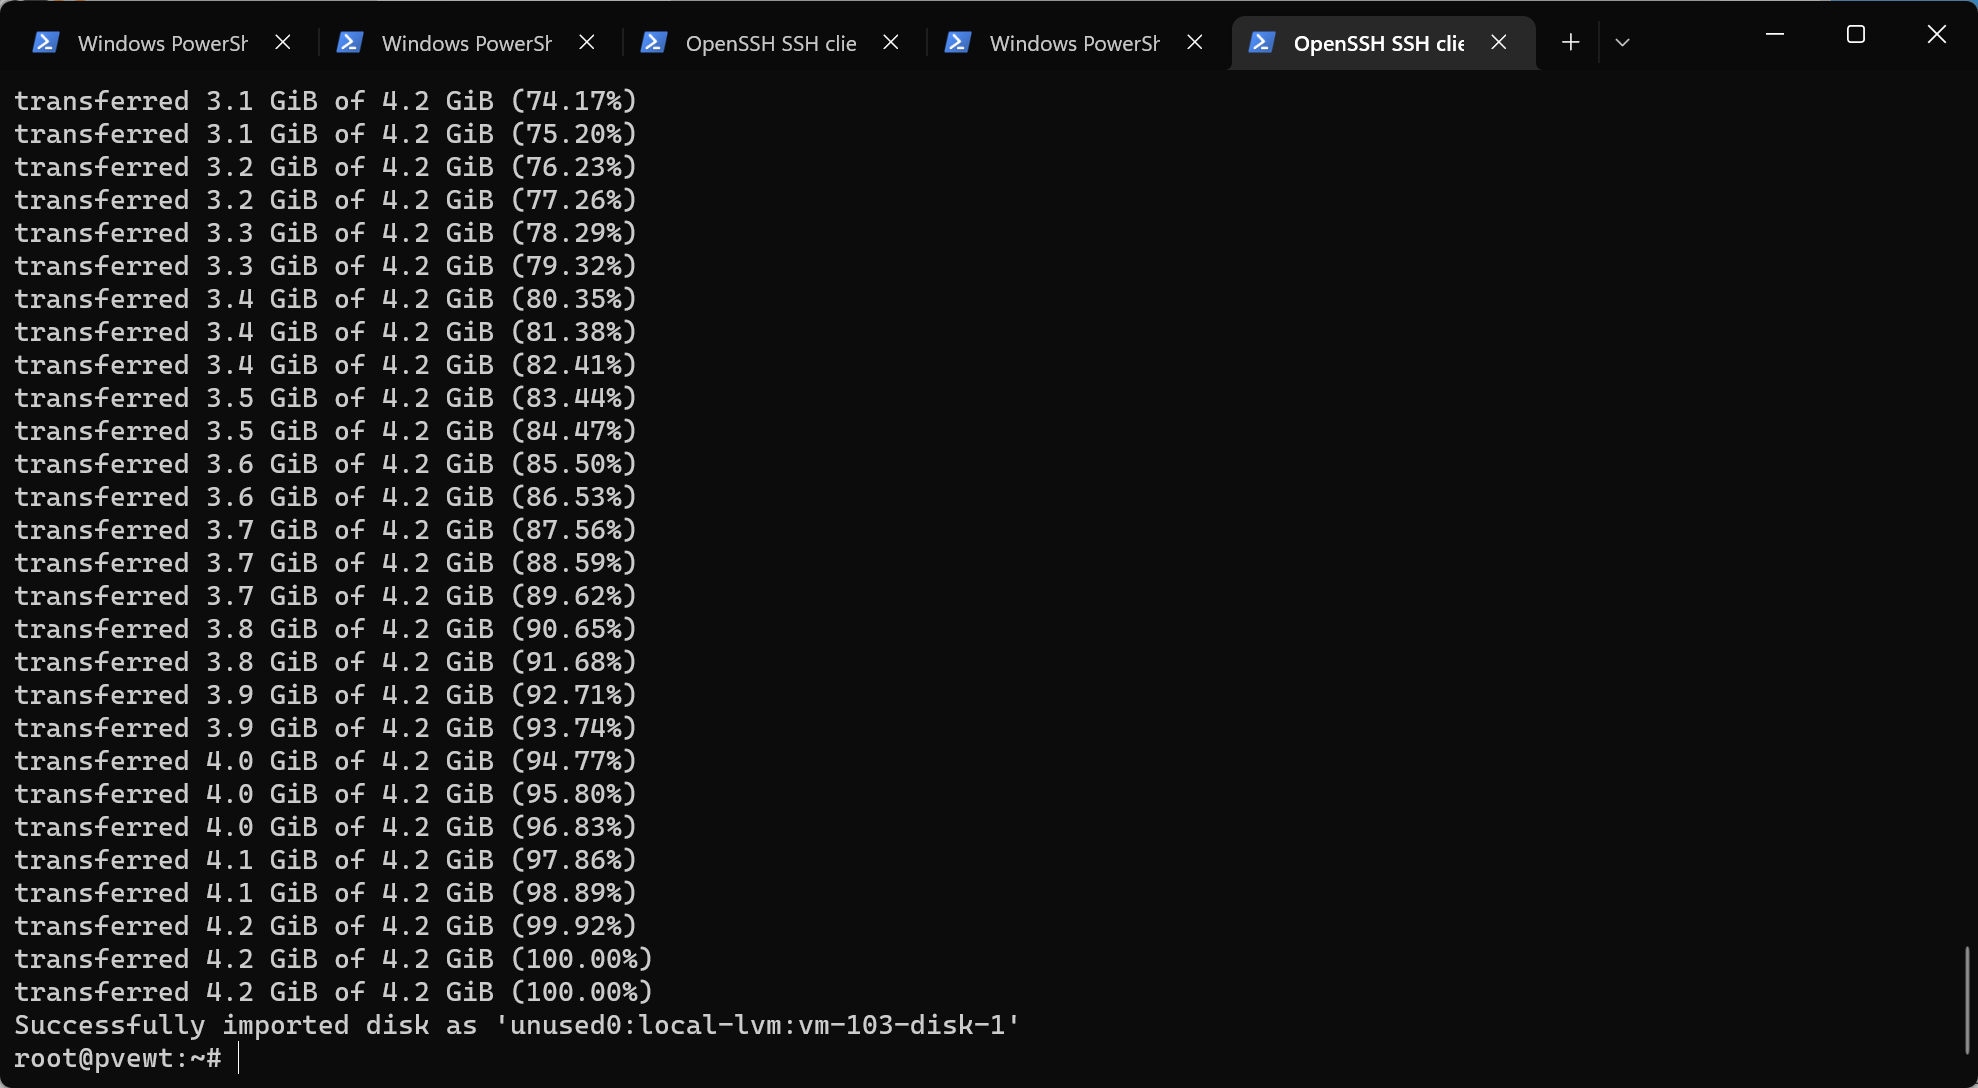 Windows PowerSh
Windows PowerSh
OpenSSH SSH clie
Windows PowerSh
OpenSSH SSH clie
transferred 3.1 GiB of 4.2 GiB (74.17%)
transferred 3.1 GiB of 4.2 GiB (75.20%)
transferred 3.2 GiB of 4.2 GiB (76.23%)
transferred 3.2 GiB of 4.2 GiB (77.26%)
transferred 3.3 GiB of 4.2 GiB (78.29%)
transferred 3.3 GiB of 4.2 GiB (79.32%)
transferred 3.4 GiB of 4.2 GiB (80.35%)
transferred 3.4 GiB of 4.2 GiB (81.38%)
transferred 3.4 GiB of 4.2 GiB (82.41%)
transferred 3.5 GiB of 4.2 GiB (83.44%)
transferred 3.5 GiB of 4.2 GiB (84.47%)
transferred 3.6 GiB of 4.2 GiB (85.50%)
transferred 3.6 GiB of 4.2 GiB (86.53%)
transferred 3.7 GiB of 4.2 GiB (87.56%)
transferred 3.7 GiB of 4.2 GiB (88.59%)
transferred 3.7 GiB of 4.2 GiB (89.62%)
transferred 3.8 GiB of 4.2 GiB (90.65%)
transferred 3.8 GiB of 4.2 GiB (91.68%)
transferred 3.9 GiB of 4.2 GiB (92.71%)
transferred 3.9 GiB of 4.2 GiB (93.74%)
transferred 4.0 GiB of 4.2 GiB (94.77%)
transferred 4.0 GiB of 4.2 GiB (95.80%)
transferred 4.0 GiB of 4.2 GiB (96.83%)
transferred 4.1 GiB of 4.2 GiB (97.86%)
transferred 4.1 GiB of 4.2 GiB (98.89%)
transferred 4.2 GiB of 4.2 GiB (99.92%)
transferred 4.2 GiB of 4.2 GiB (100.00%)
transferred 4.2 GiB of 4.2 GiB (100.00%)
Successfully imported disk as 'unused0:local-lvm:vm-103-disk-1'
root@pvewt:~#